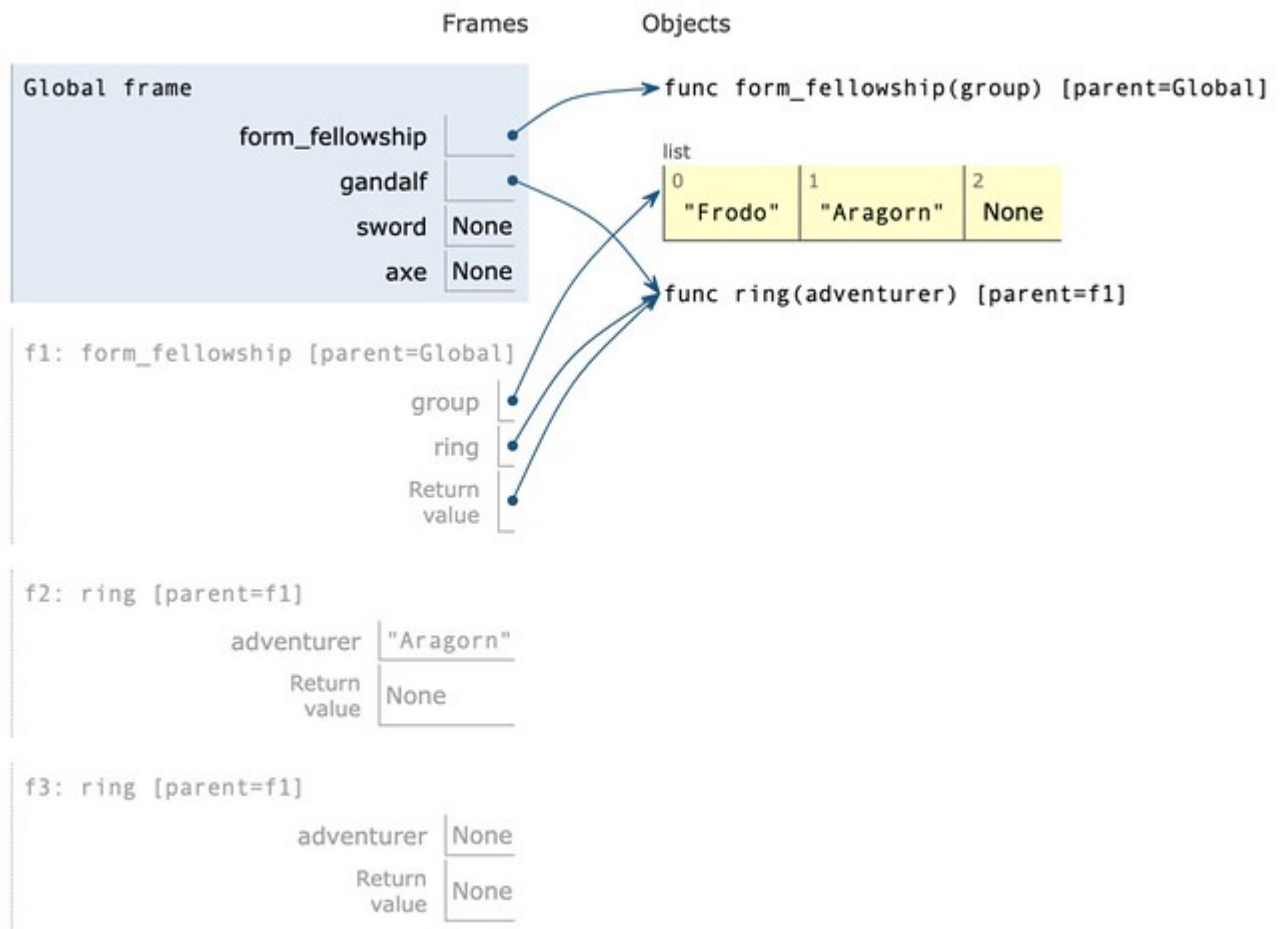 Frames Objects
Global frame
func form_fellowship(group) [parent=Global]
form_fellowship
list
gandalf
0 1 2
"Frodo" "Aragorn" None
sword None
axe None
func ring(adventurer) [parent=f1]
f1: form_fellowship [parent=Global]
group
ring
Return
value
f2: ring [parent=f1]
adventurer "Aragorn"
Return
value None
f3: ring [parent=f1]
adventurer None
Return
value None